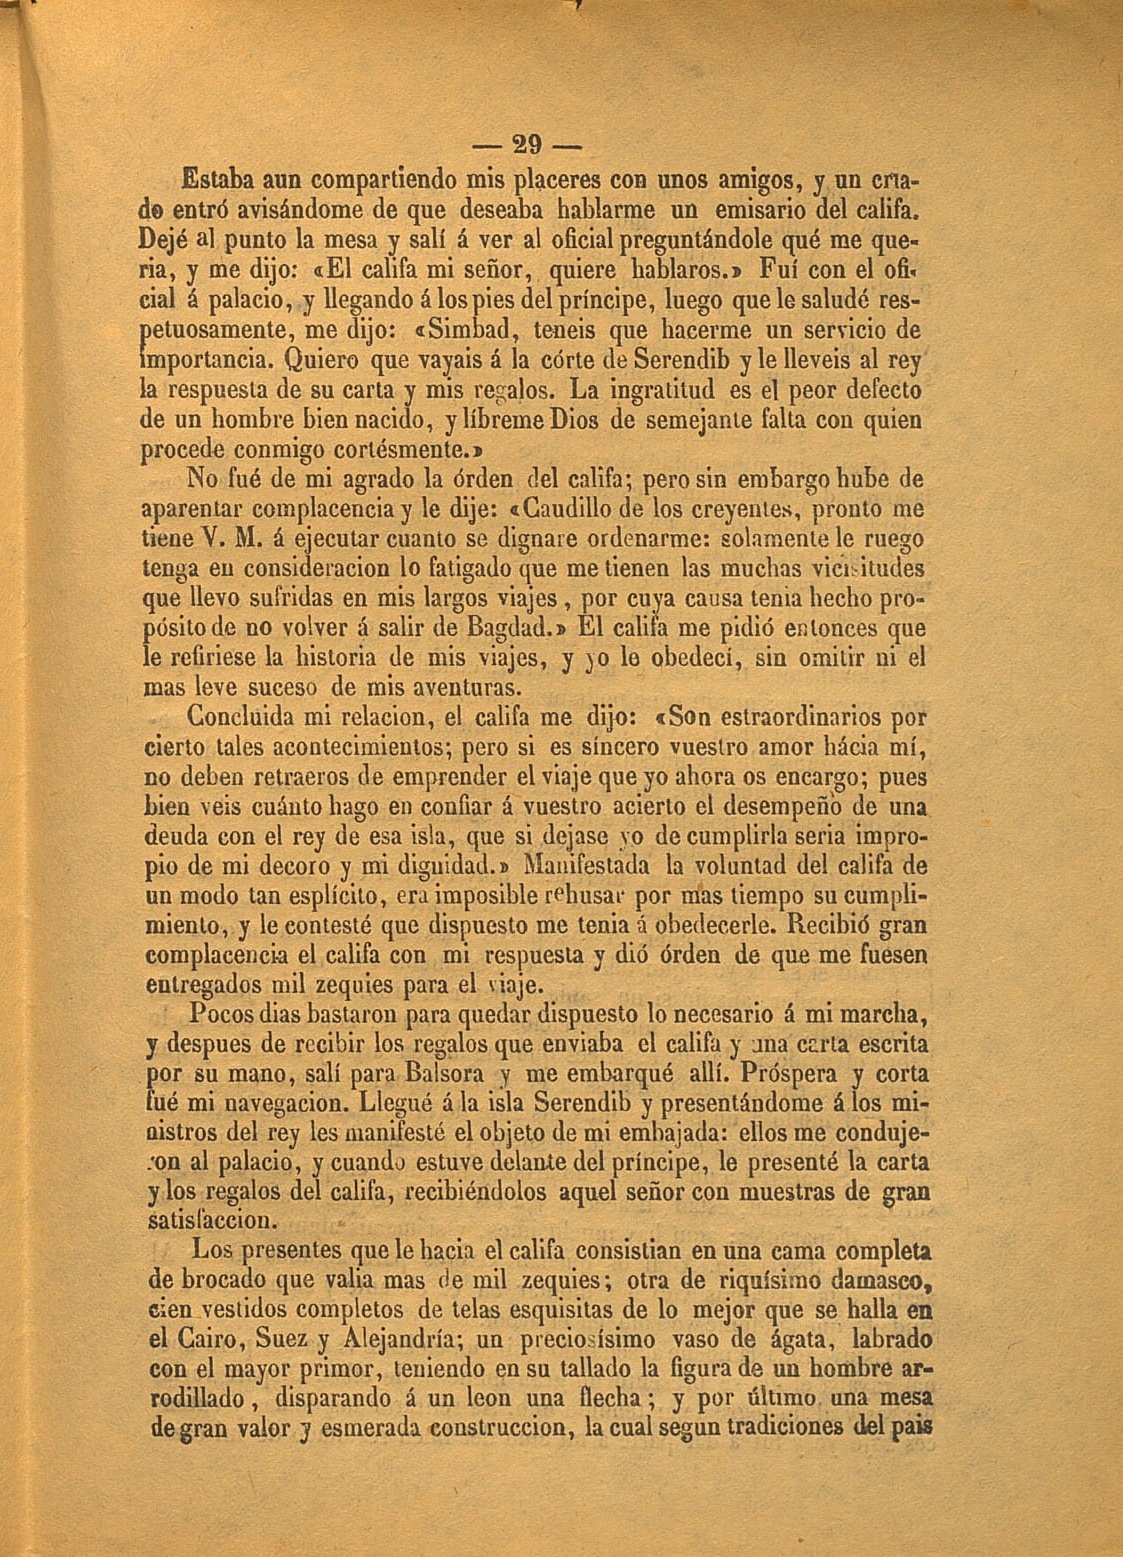 — 29 —
Estaba aun compartiendo mis placeres con unos amigos, y un cria-
do entró avisándome de que deseaba hablarme un emisario del califa.
Dejé al punto la mesa y salí á ver al oficial preguntándole qué me que-
ria, y me dijo: «El califa mi señor, quiere hablaros.» Fuí con el ofi-
cial á palacio, y llegando á los pies del príncipe, luego que le saludé res-
petuosamente, me dijo: «Simbad, teneis que hacerme un servicio de
importancia. Quiero que vayais á la córte de Serendib y le lleveis al rey
la respuesta de su carta y mis regalos. La ingratitud es el peor defecto
de un hombre bien nacido, y líbreme Dios de semejante falta con quien
procede conmigo cortésmente.»
No fué de mi agrado la órden del califa; pero sin embargo hube de
aparentar complacencia y le dije: «Caudillo de los creyentes, pronto me
tiene V. M. á ejecutar cuanto se dignare ordenarme: solamente le ruego
tenga en consideracion lo fatigado que me tienen las muchas vicisitudes
que llevo sufridas en mis largos viajes, por cuya causa tenia hecho pro-
pósito de no volver á salir de Bagdad.» El califa me pidió entonces que
le refiriese la historia de mis viajes, y yo le obedecí, sin omitir ni el
mas leve suceso de mis aventuras.
Concluida mi relacion, el califa me dijo: «Son estraordinarios por
cierto tales acontecimientos; pero si es síncero vuestro amor hácia mí,
no deben retraeros de emprender el viaje que yo ahora os encargo; pues
bien veis cuánto hago en confiar á vuestro acierto el desempeño de una
deuda con el rey de esa isla, que si dejase yo de cumplirla seria impro-
pio de mi decoro y mi dignidad.» Manifestada la voluntad del califa de
un modo tan esplícito, era imposible rehusar por mas tiempo su cumpli-
miento, y le contesté que dispuesto me tenia á obedecerle. Recibió gran
complacencia el califa con mi respuesta y dió órden de que me fuesen
entregados mil zequies para el viaje.
Pocos dias bastaron para quedar dispuesto lo necesario á mi marcha,
y despues de recibir los regalos que enviaba el califa y una carta escrita
por su mano, salí para Balsora y me embarqué allí. Próspera y corta
fué mi navegacion. Llegué á la isla Serendib y presentándome á los mi-
nistros del rey les manifesté el objeto de mi embajada: ellos me conduje-
ron al palacio, y cuando estuve delante del príncipe, le presenté la carta
y los regalos del califa, recibiéndolos aquel señor con muestras de gran
satisfaccion.
Los presentes que le hacia el califa consistian en una cama completa
de brocado que valia mas de mil zequies; otra de riquísimo damasco,
cien vestidos completos de telas esquisitas de lo mejor que se halla en
el Cairo, Suez y Alejandría; un preciosísimo vaso de ágata, labrado
con el mayor primor, teniendo en su tallado la figura de un hombre ar-
rodillado, disparando á un leon una flecha; y por último una mesa
de gran valor y esmerada construccion, la cual segun tradiciones del pais